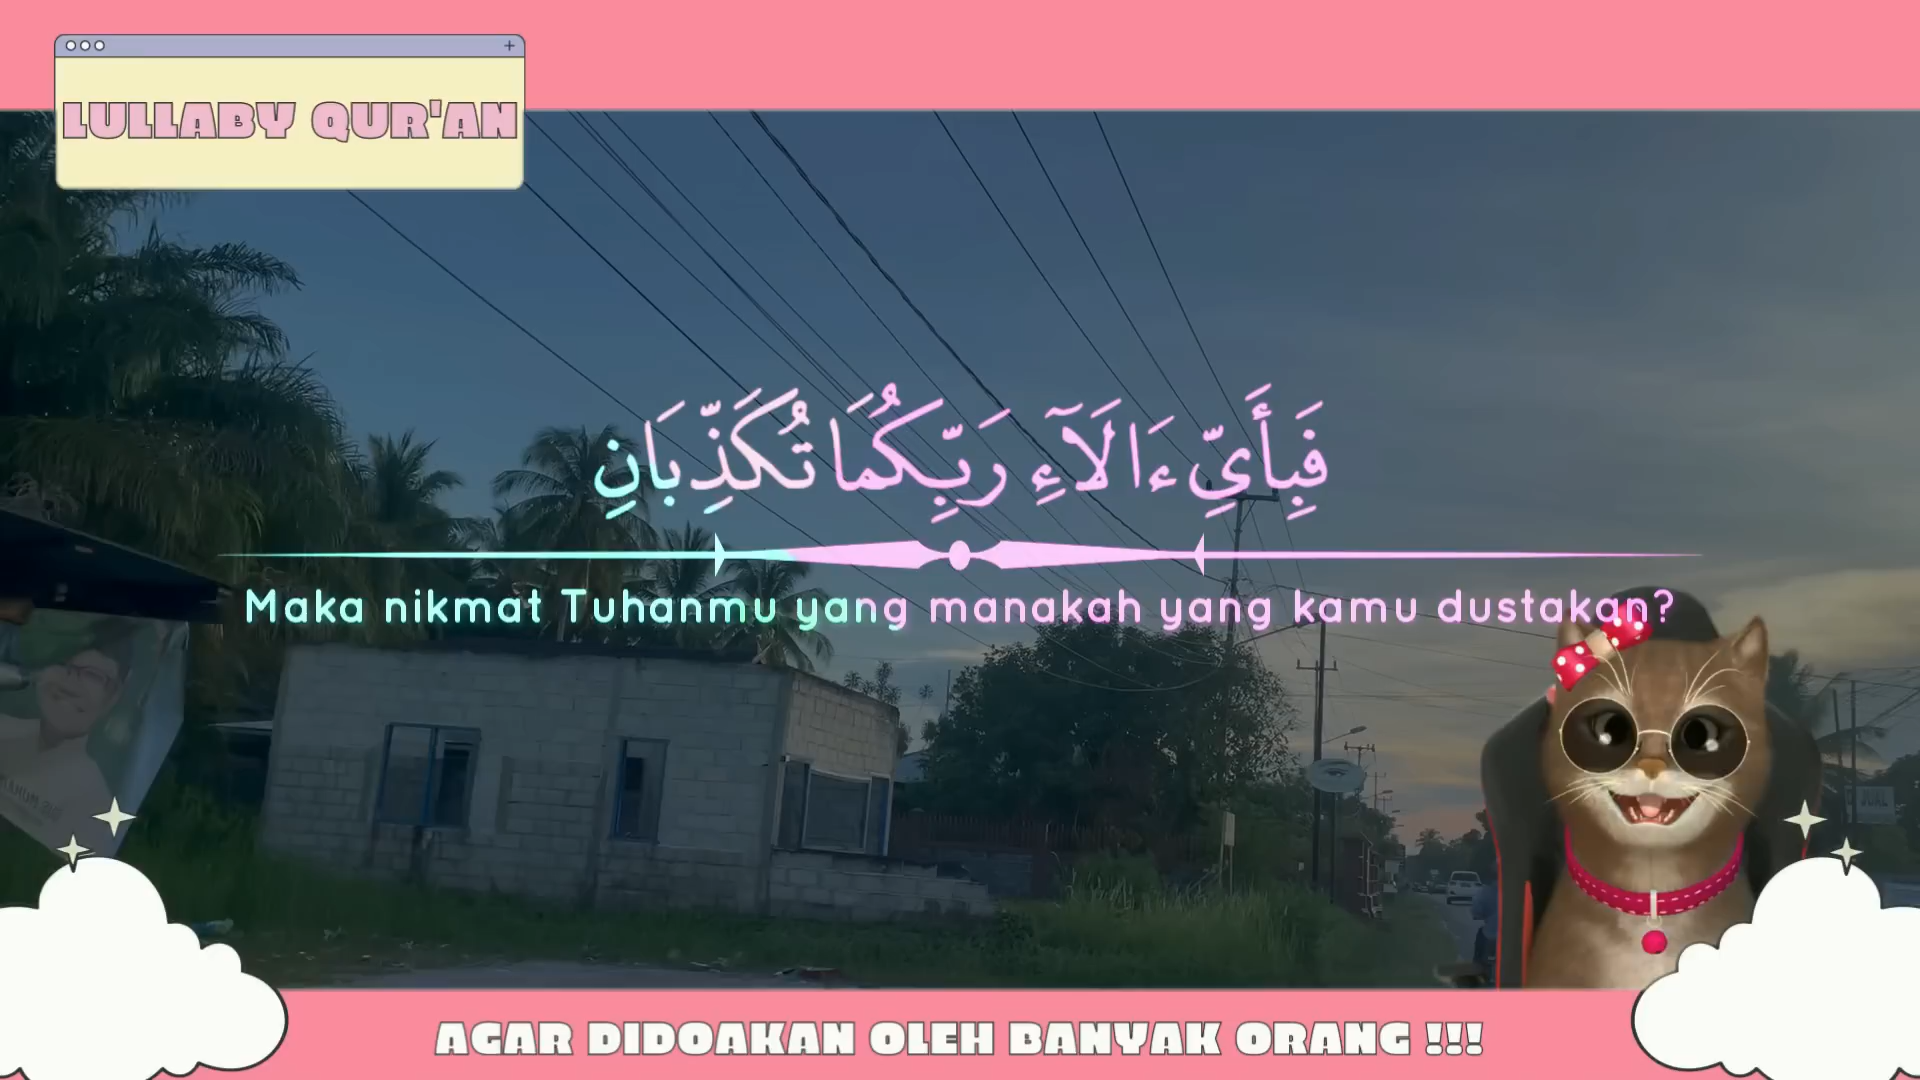 LULLABY QUR'AN
فَبِأَيِّ ءَالَآءِ رَبِّكُمَا تُكَذِّبَانِ
Maka nikmat Tuhanmu yang manakah yang kamu dustakan?
JUAL
AGAR DIDOAKAN OLEH BANYAK ORANG !!!